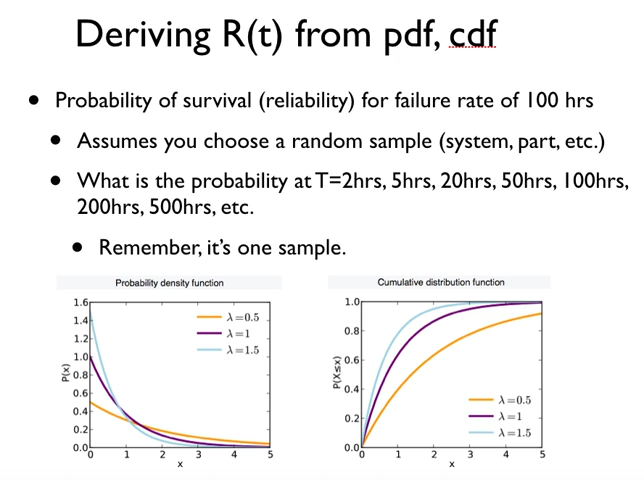 Deriving R(t) from pdf, cdf
• Probability of survival (reliability) for failure rate of 100 hrs
• Assumes you choose a random sample (system, part, etc.)
• What is the probability at T=2hrs, 5hrs, 20hrs, 50hrs, 100hrs,
200hrs, 500hrs, etc.
• Remember, it's one sample.
Probability density function
1.6
1.4
1.2
1.0
0.8
0.6
0.4
0.2
0.0
P(x)
λ=0.5
λ=1
λ=1.5
0 1 2 3 4 5
x
Cumulative distribution function
1.0
0.8
0.6
0.4
0.2
0.0
P(X≤x)
λ=0.5
λ=1
λ=1.5
0 1 2 3 4 5
x